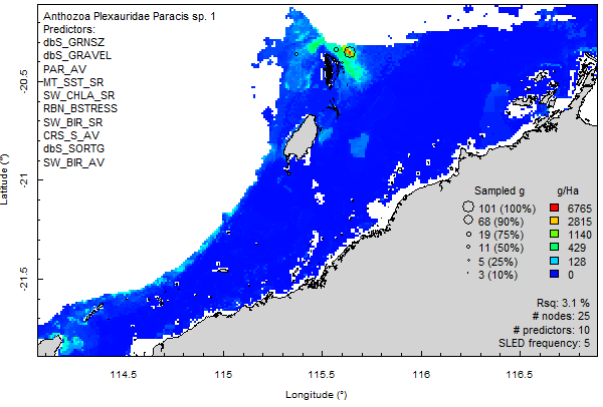 Anthozoa Plexauridae Paracis sp. 1
Predictors:
dbS_GRNSZ
dbS_GRAVEL
PAR_AV
MT_SST_SR
SW_CHLA_SR
RBN_BSTRESS
SW_BIR_SR
CRS_S_AV
dbS_SORTG
SW_BIR_AV
-20.5
-21
-21.5
Latitude (°)
Sampled g g/Ha
101 (100%) 6765
68 (90%) 2815
19 (75%) 1140
11 (50%) 429
5 (25%) 128
3 (10%) 0
Rsq: 3.1 %
# nodes: 25
# predictors: 10
SLED frequency: 5
114.5 115 115.5 116 116.5
Longitude (°)